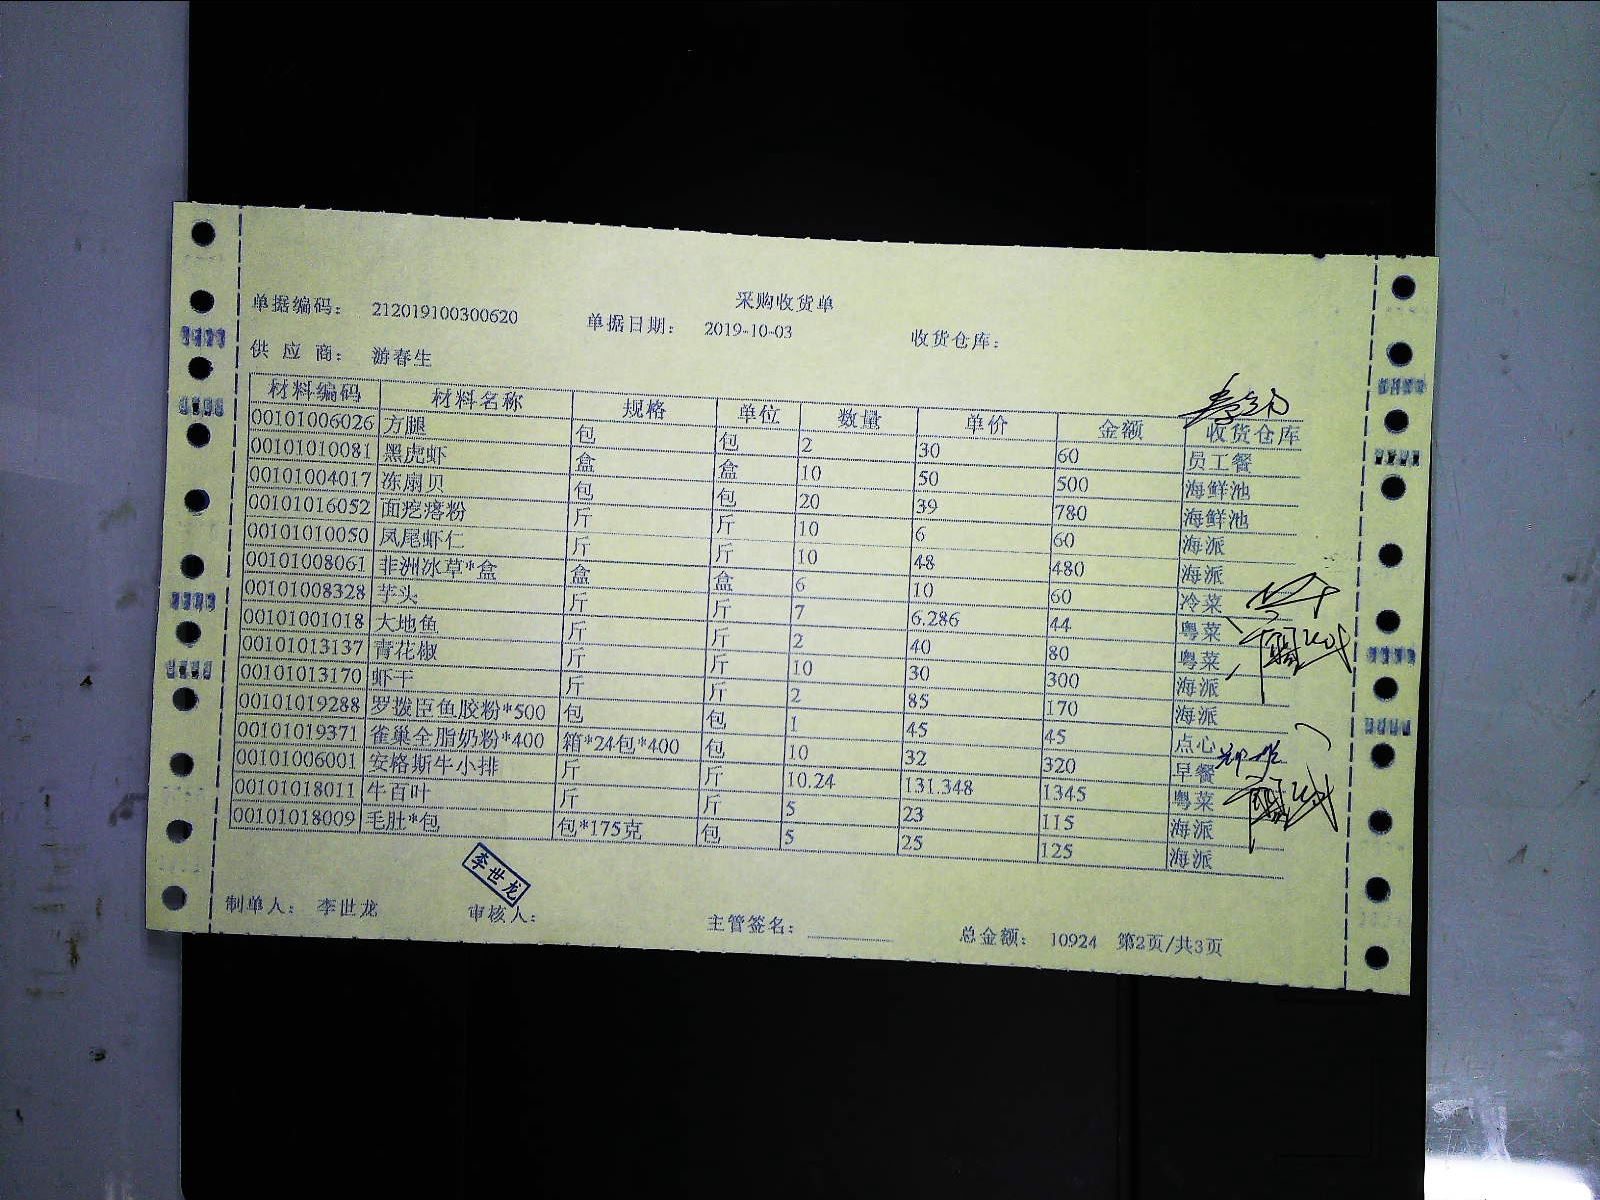 采购收货单
单据编码： 212019100300620 单据日期： 2019-10-03 收货仓库：
供 应 商： 游春生
材料编码 材料名称 规格 单位 数量 单价 金额 收货仓库
00101006026 方腿 包 包 2 30 60 员工餐
00101010081 黑虎虾 盒 盒 10 50 500 海鲜池
00101004017 冻扇贝 包 包 20 39 780 海鲜池
00101016052 面疙瘩粉 斤 斤 10 6 60 海派
00101010050 凤尾虾仁 斤 斤 10 48 480 海派
00101008061 非洲冰草*盒 盒 盒 6 10 60 冷菜
00101008328 芋头 斤 斤 7 6.286 44 粤菜
00101001018 大地鱼 斤 斤 2 40 80 粤菜
00101013137 青花椒 斤 斤 10 30 300 海派
00101013170 虾干 斤 斤 2 85 170 海派
00101019288 罗拨臣鱼胶粉*500 包 包 1 45 45 点心
00101019371 雀巢全脂奶粉*400 箱*24包*400 包 10 32 320 早餐
00101006001 安格斯牛小排 斤 斤 10.24 131.348 1345 粤菜
00101018011 牛百叶 斤 斤 5 23 115 海派
00101018009 毛肚*包 包*175克 包 5 25 125 海派
李世龙
制单人： 李世龙 审核人： 主管签名： 总金额： 10924 第2页/共3页